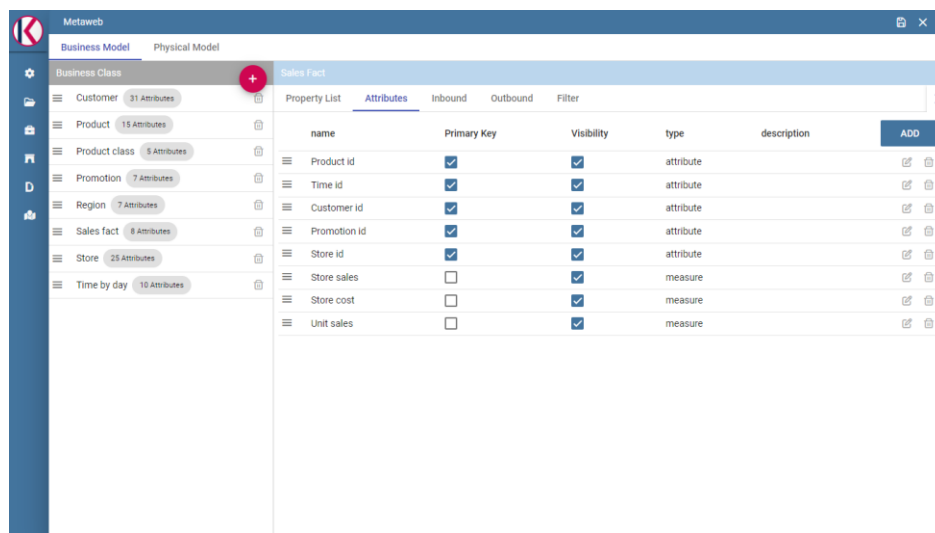 Metaweb
Business Model Physical Model
Business Class
+
Customer 31 Attributes
Product 15 Attributes
Product class 5 Attributes
Promotion 7 Attributes
Region 7 Attributes
Sales fact 8 Attributes
Store 25 Attributes
Time by day 10 Attributes
D
Sales Fact
Property List Attributes Inbound Outbound Filter
name Primary Key Visibility type description ADD
Product id attribute
Time id attribute
Customer id attribute
Promotion id attribute
Store id attribute
Store sales measure
Store cost measure
Unit sales measure